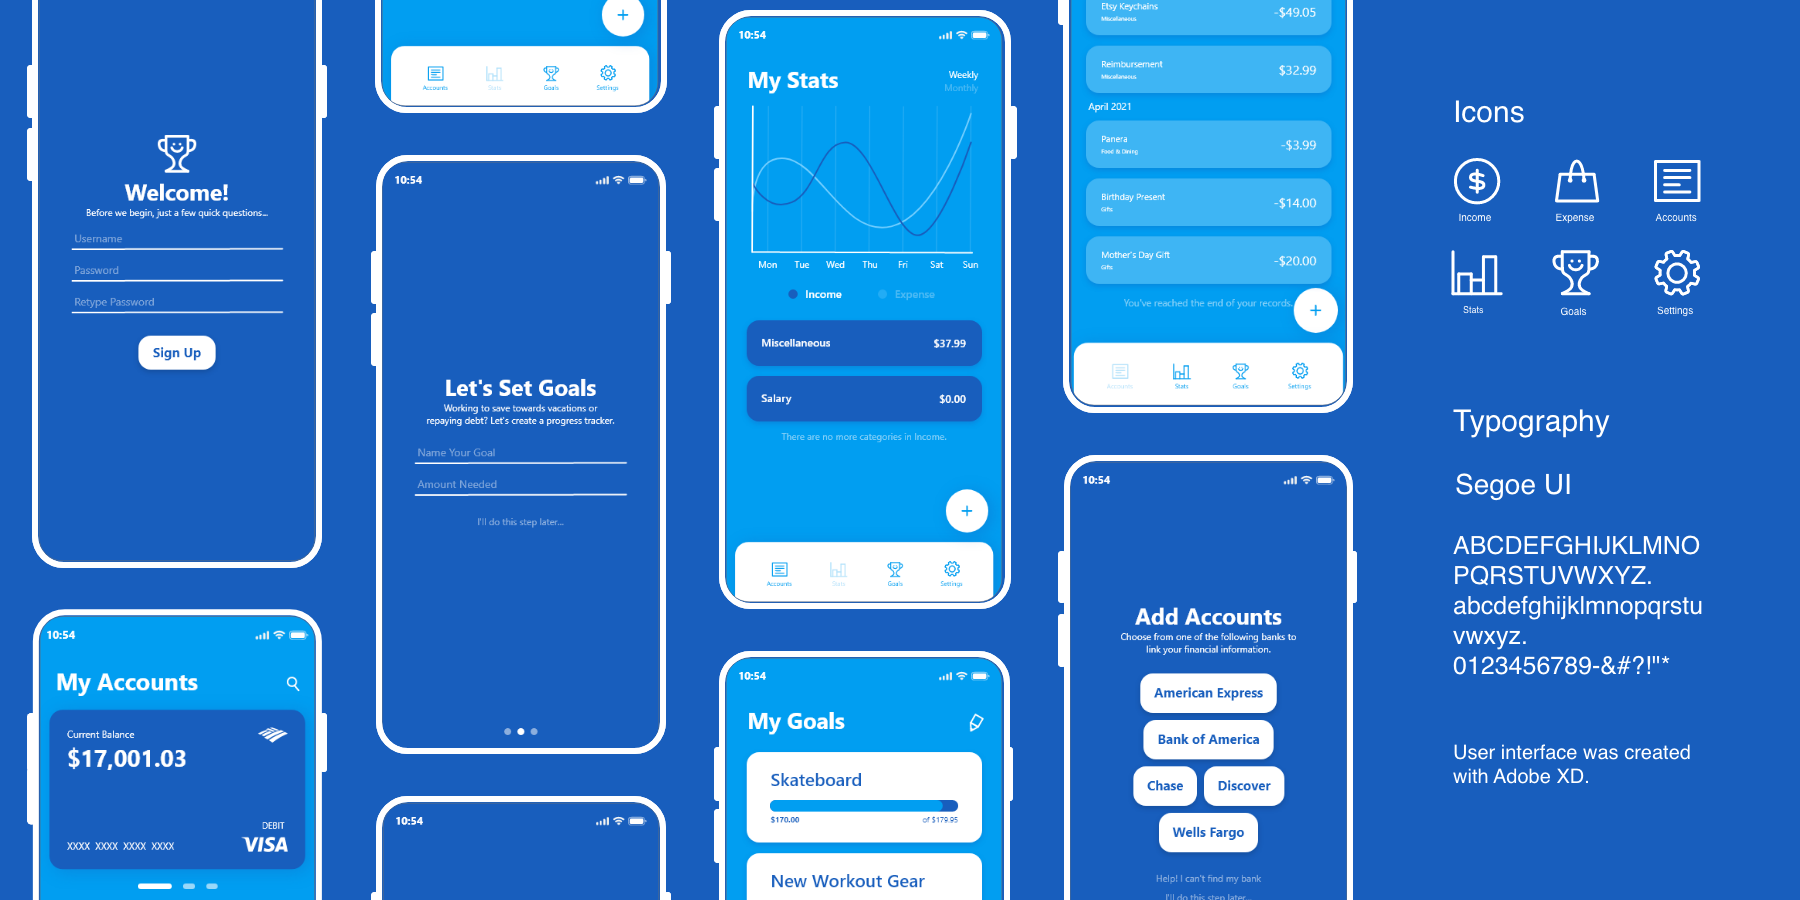 Welcome!
Before we begin, just a few quick questions...
Username
Password
Retype Password
Sign Up
10:54
My Accounts
Current Balance
$17,001.03
DEBIT
XXXX XXXX XXXX XXXX
VISA
Accounts
Stats
Goals
Settings
10:54
Let's Set Goals
Working to save towards vacations or
repaying debt? Let's create a progress tracker.
Name Your Goal
Amount Needed
I'll do this step later...
10:54
10:54
My Stats
Weekly
Monthly
Mon Tue Wed Thu Fri Sat Sun
Income Expense
Miscellaneous $37.99
Salary $0.00
There are no more categories in Income.
Accounts
Stats
Goals
Settings
10:54
My Goals
Skateboard
$170.00 of $179.95
New Workout Gear
Etsy Keychains
Miscellaneous
-$49.05
Reimbursement
Miscellaneous
$32.99
April 2021
Panera
Food & Dining
-$3.99
Birthday Present
Gifts
-$14.00
Mother's Day Gift
Gifts
-$20.00
You've reached the end of your records.
Accounts
Stats
Goals
Settings
10:54
Add Accounts
Choose from one of the following banks to
link your financial information.
American Express
Bank of America
Chase Discover
Wells Fargo
Help! I can't find my bank
I'll do this step later...
Icons
Income
Expense
Accounts
Stats
Goals
Settings
Typography
Segoe UI
ABCDEFGHIJKLMNO
PQRSTUVWXYZ.
abcdefghijklmnopqrstu
vwxyz.
0123456789-&#?!"*
User interface was created
with Adobe XD.